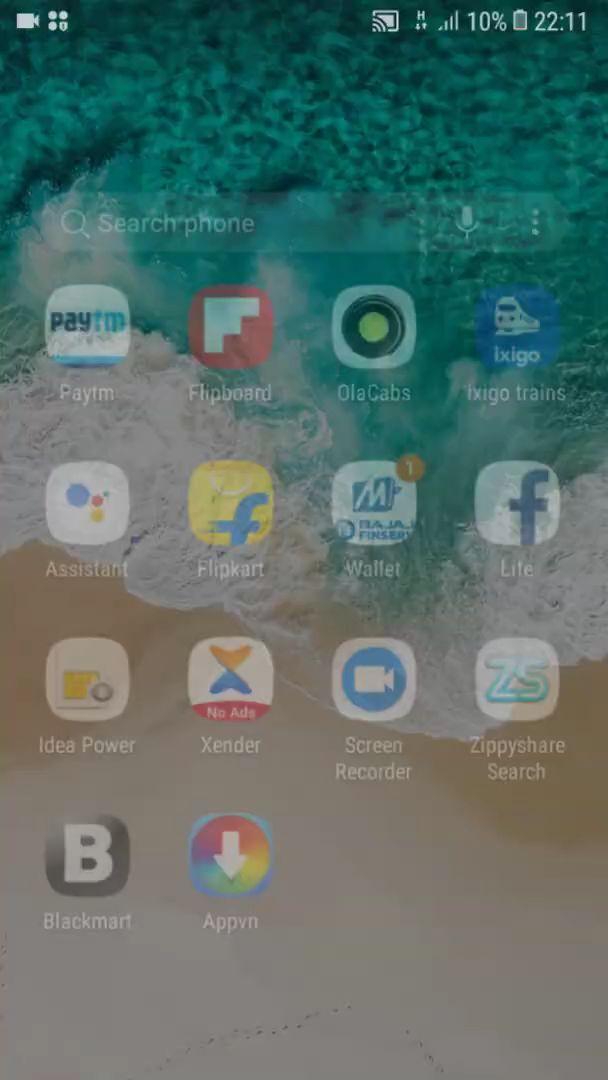 H 10% 22:11
Search phone
paytm
ixigo
Paytm Flipboard OlaCabs ixigo trains
1
M
BAJAJ
FINSERV
Assistant Flipkart Wallet Lite
No Ads
ZS
Idea Power Xender Screen Recorder Zippyshare Search
B
Blackmart Appvn